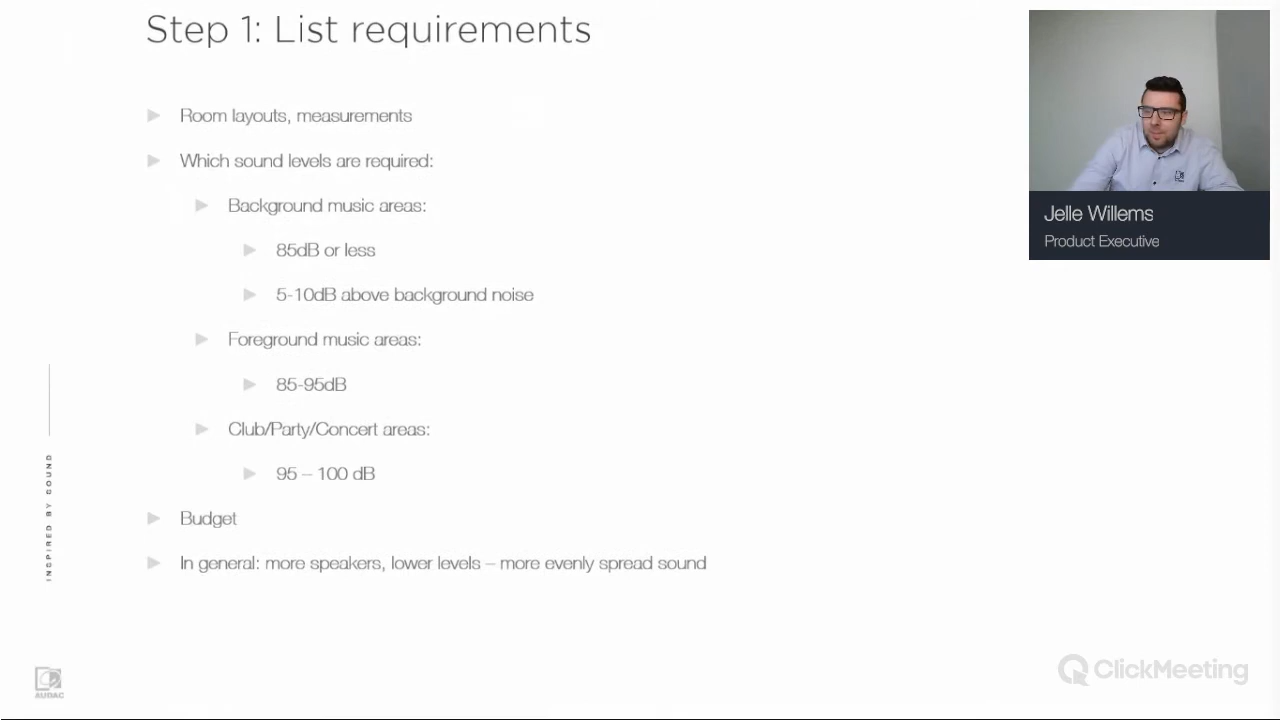 Step 1: List requirements
Room layouts, measurements
Which sound levels are required:
Background music areas:
85dB or less
5-10dB above background noise
Foreground music areas:
85-95dB
Club/Party/Concert areas:
95 – 100 dB
Budget
In general: more speakers, lower levels – more evenly spread sound
Jelle Willems
Product Executive
INSPIRED BY SOUND
AUDAC
ClickMeeting